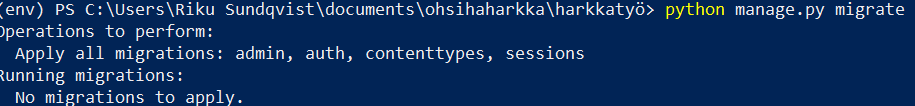 (env) PS C:\Users\Riku Sundqvist\documents\ohsihaharkka\harkkatyö> python manage.py migrate
Operations to perform:
  Apply all migrations: admin, auth, contenttypes, sessions
Running migrations:
  No migrations to apply.